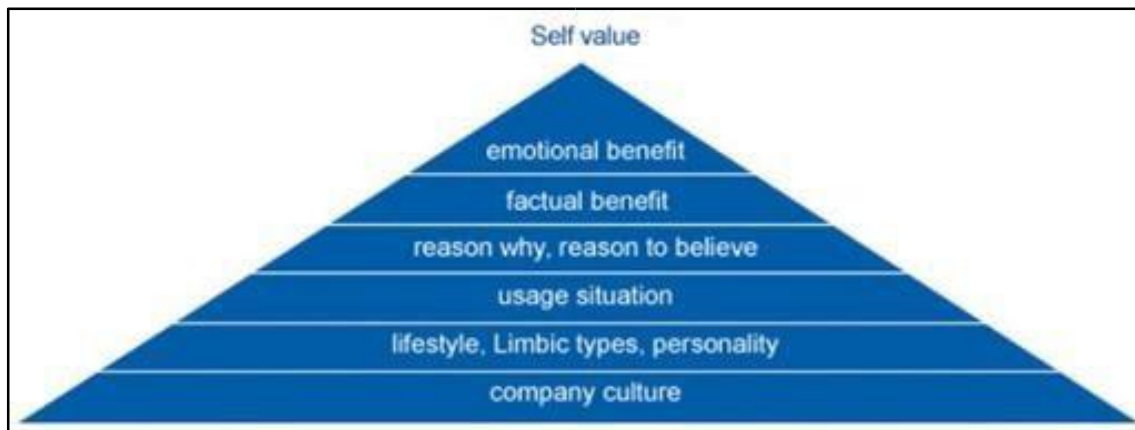 Self value
emotional benefit
factual benefit
reason why, reason to believe
usage situation
lifestyle, Limbic types, personality
company culture